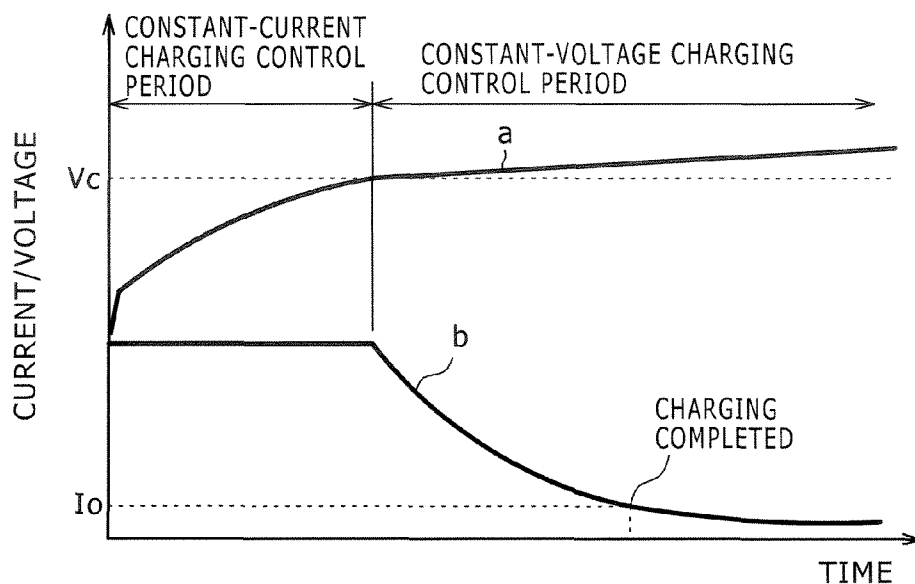 CONSTANT-CURRENT
CHARGING CONTROL
PERIOD
CONSTANT-VOLTAGE CHARGING
CONTROL PERIOD
a
Vc
CURRENT/VOLTAGE
b
CHARGING
COMPLETED
Io
TIME